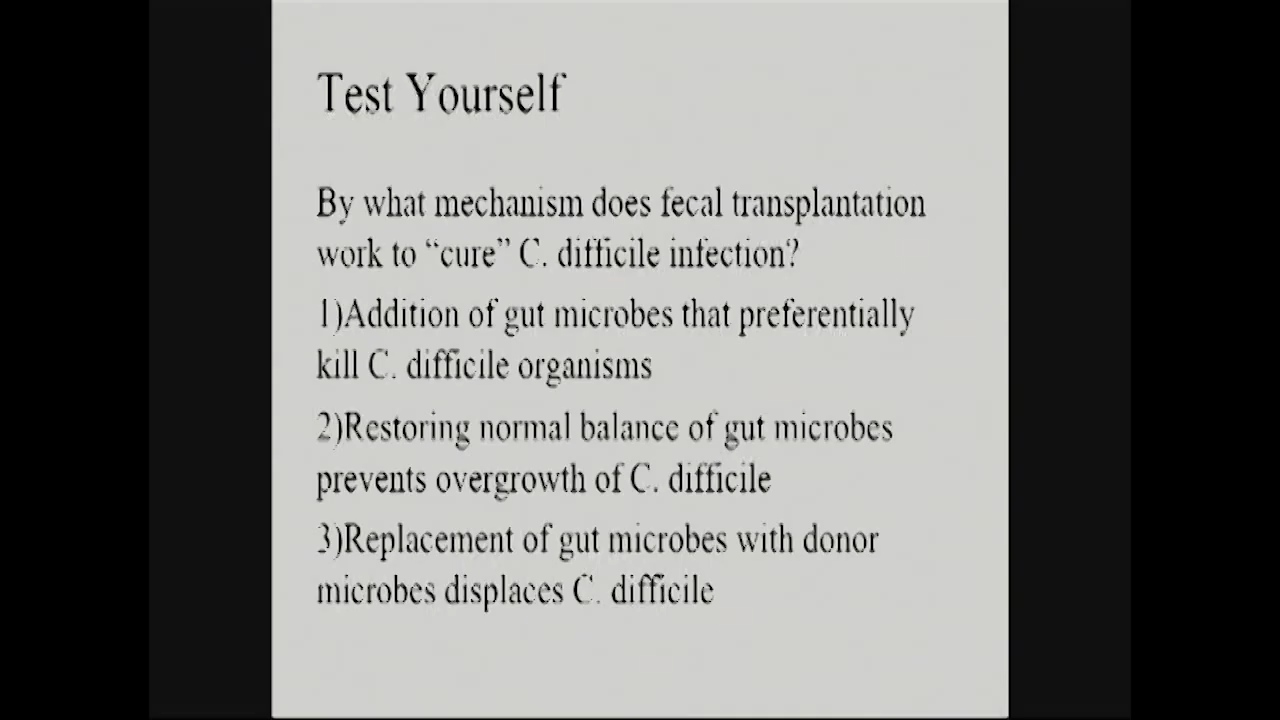 Test Yourself
By what mechanism does fecal transplantation
work to “cure” C. difficile infection?
1)Addition of gut microbes that preferentially
kill C. difficile organisms
2)Restoring normal balance of gut microbes
prevents overgrowth of C. difficile
3)Replacement of gut microbes with donor
microbes displaces C. difficile